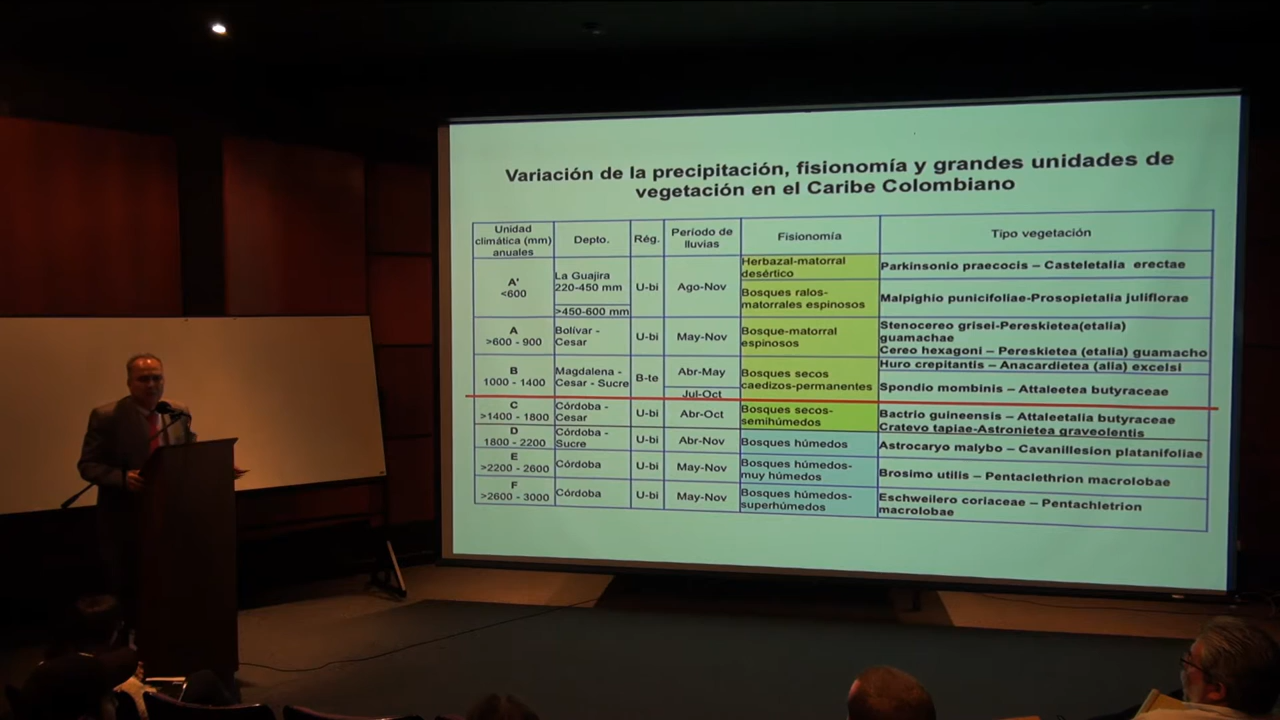 Variación de la precipitación, fisionomía y grandes unidades de
vegetación en el Caribe Colombiano
Unidad
climática (mm)
anuales
Depto.
Rég.
Período de
lluvias
Fisionomía
Tipo vegetación
A'
<600
La Guajira
220-450 mm
>450-600 mm
U-bi
Ago-Nov
Herbazal-matorral
desértico
Parkinsonio praecocis – Casteletalia erectae
Bosques ralos-
matorrales espinosos
Malpighio punicifoliae-Prosopietalia juliflorae
A
>600 - 900
Bolívar -
Cesar
U-bi
May-Nov
Bosque-matorral
espinosos
Stenocereo grisei-Pereskietea(etalia)
guamachae
Cereo hexagoni – Pereskietea (etalia) guamacho
B
1000 - 1400
Magdalena -
Cesar - Sucre
B-te
Abr-May
Jul-Oct
Bosques secos
caedizos-permanentes
Huro crepitantis – Anacardietea (alia) excelsi
Spondio mombinis – Attaleetea butyraceae
C
>1400 - 1800
Córdoba -
Cesar
U-bi
Abr-Oct
Bosques secos-
semihúmedos
Bactrio guineensis – Attaleetalia butyraceae
Cratevo tapiae-Astronietea graveolentis
D
1800 - 2200
Córdoba -
Sucre
U-bi
Abr-Nov
Bosques húmedos
Astrocaryo malybo – Cavanillesion platanifoliae
E
>2200 - 2600
Córdoba
U-bi
May-Nov
Bosques húmedos-
muy húmedos
Brosimo utilis – Pentaclethrion macrolobae
F
>2600 - 3000
Córdoba
U-bi
May-Nov
Bosques húmedos-
superhúmedos
Eschweilero coriaceae – Pentachletrion
macrolobae